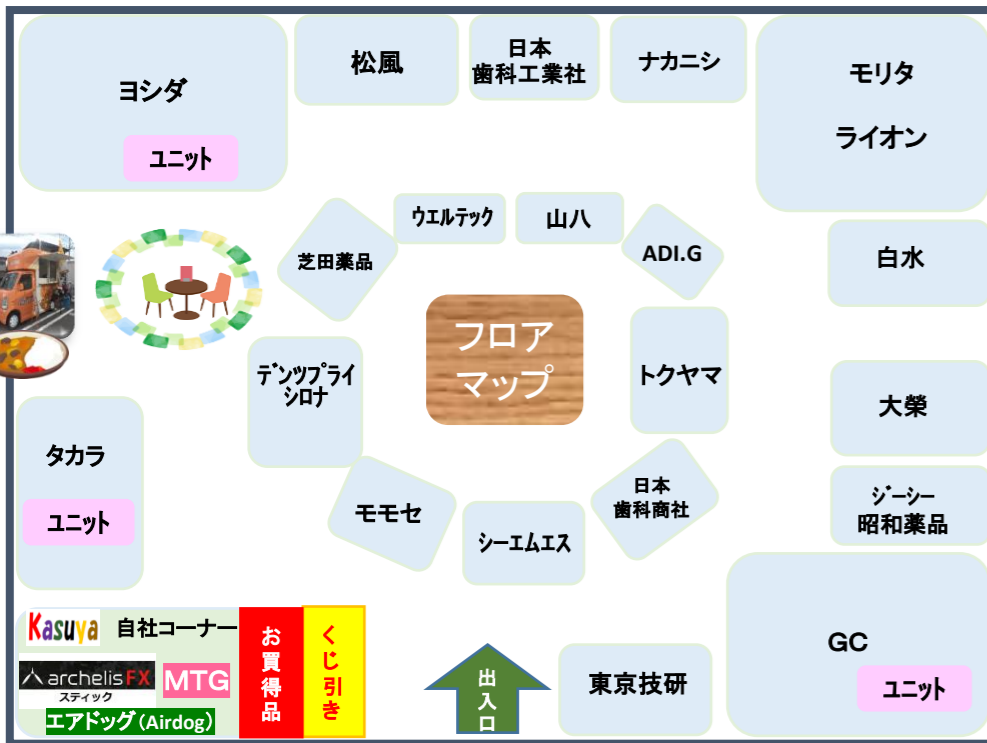 ヨシダ
ユニット
松風
日本
歯科工業社
ナカニシ
モリタ
ライオン
ウエルテック
山八
芝田薬品
ADI.G
白水
フロア
マップ
デンツプライ
シロナ
トクヤマ
大榮
タカラ
ユニット
モモセ
シーエムエス
日本
歯科商社
ジーシー
昭和薬品
Kasuya 自社コーナー
archelis FX
スティック
MTG
エアドッグ(Airdog)
お買得品
くじ引き
出入口
東京技研
GC
ユニット